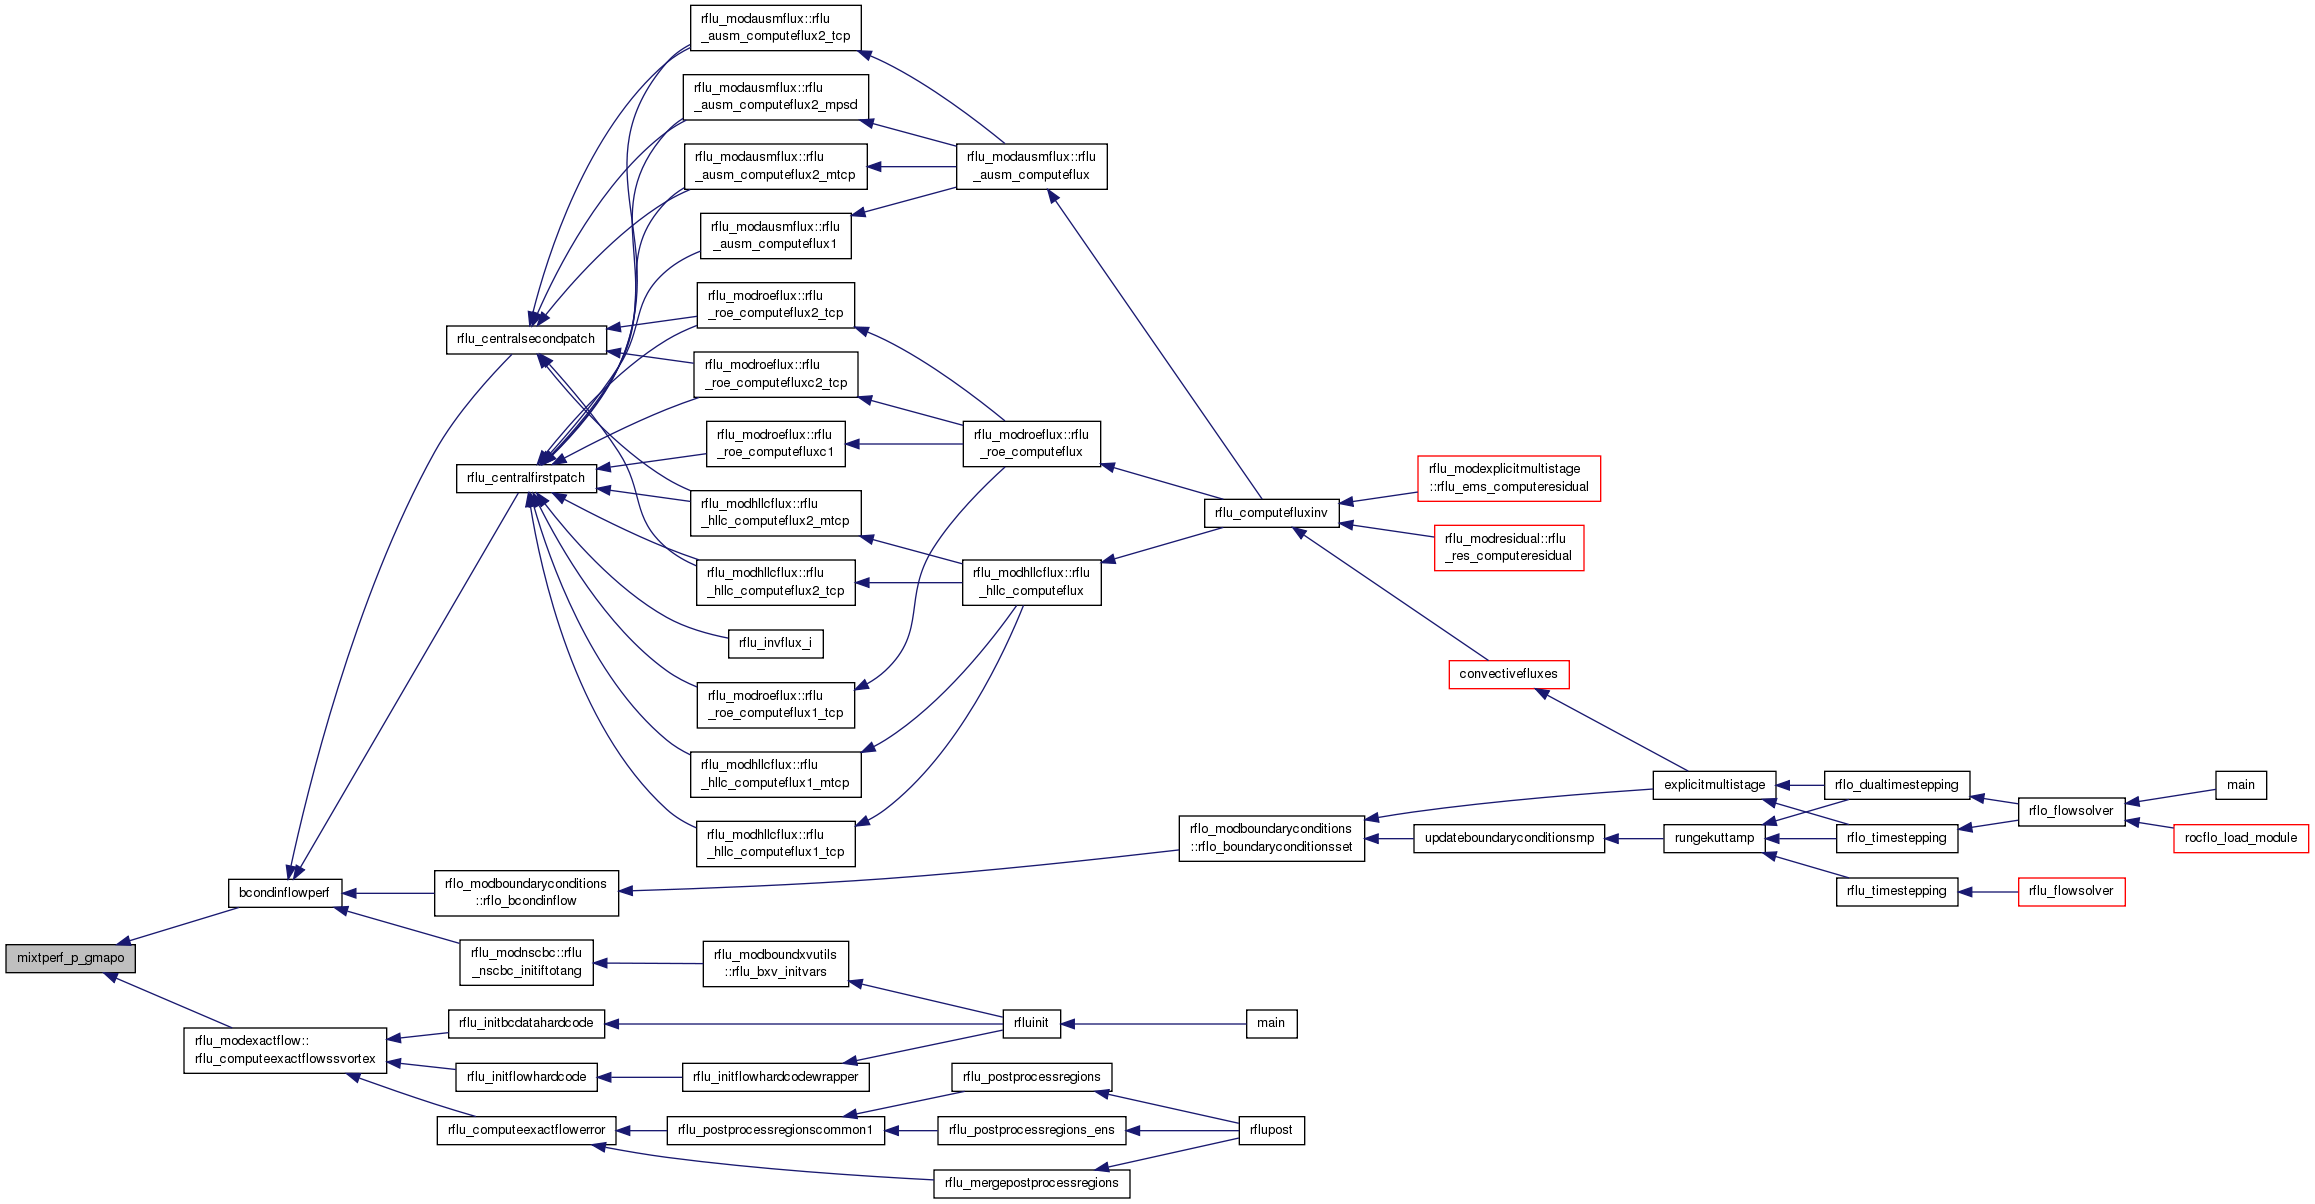 rflu_modausmflux::rflu
_ausm_computeflux2_tcp
rflu_modausmflux::rflu
_ausm_computeflux2_mpsd
rflu_modausmflux::rflu
_ausm_computeflux2_mtcp
rflu_modausmflux::rflu
_ausm_computeflux
rflu_modausmflux::rflu
_ausm_computeflux1
rflu_modroeflux::rflu
_roe_computeflux2_tcp
rflu_centralsecondpatch
rflu_modroeflux::rflu
_roe_computefluxc2_tcp
rflu_modroeflux::rflu
_roe_computefluxc1
rflu_modroeflux::rflu
_roe_computeflux
rflu_centralfirstpatch
rflu_modexplicitmultistage
::rflu_ems_computeresidual
rflu_modhllcflux::rflu
_hllc_computeflux2_mtcp
rflu_computefluxinv
rflu_modresidual::rflu
_res_computeresidual
rflu_modhllcflux::rflu
_hllc_computeflux2_tcp
rflu_modhllcflux::rflu
_hllc_computeflux
rflu_invflux_i
convectivefluxes
rflu_modroeflux::rflu
_roe_computeflux1_tcp
rflu_modhllcflux::rflu
_hllc_computeflux1_mtcp
explicitmultistage
rflo_dualtimestepping
main
rflo_flowsolver
rflu_modhllcflux::rflu
_hllc_computeflux1_tcp
rflo_modboundaryconditions
::rflo_boundaryconditionsset
updateboundaryconditionsmp
rungekuttamp
rflo_timestepping
rocflo_load_module
bcondinflowperf
rflo_modboundaryconditions
::rflo_bcondinflow
rflu_timestepping
rflu_flowsolver
mixtperf_p_gmapo
rflu_modnscbc::rflu
_nscbc_initiftotang
rflu_modboundxvutils
::rflu_bxv_initvars
rflu_modexactflow::
rflu_computeexactflowssvortex
rflu_initbcdatahardcode
rfluinit
main
rflu_initflowhardcode
rflu_initflowhardcodewrapper
rflu_postprocessregions
rflu_computeexactflowerror
rflu_postprocessregionscommon1
rflu_postprocessregions_ens
rflupost
rflu_mergepostprocessregions